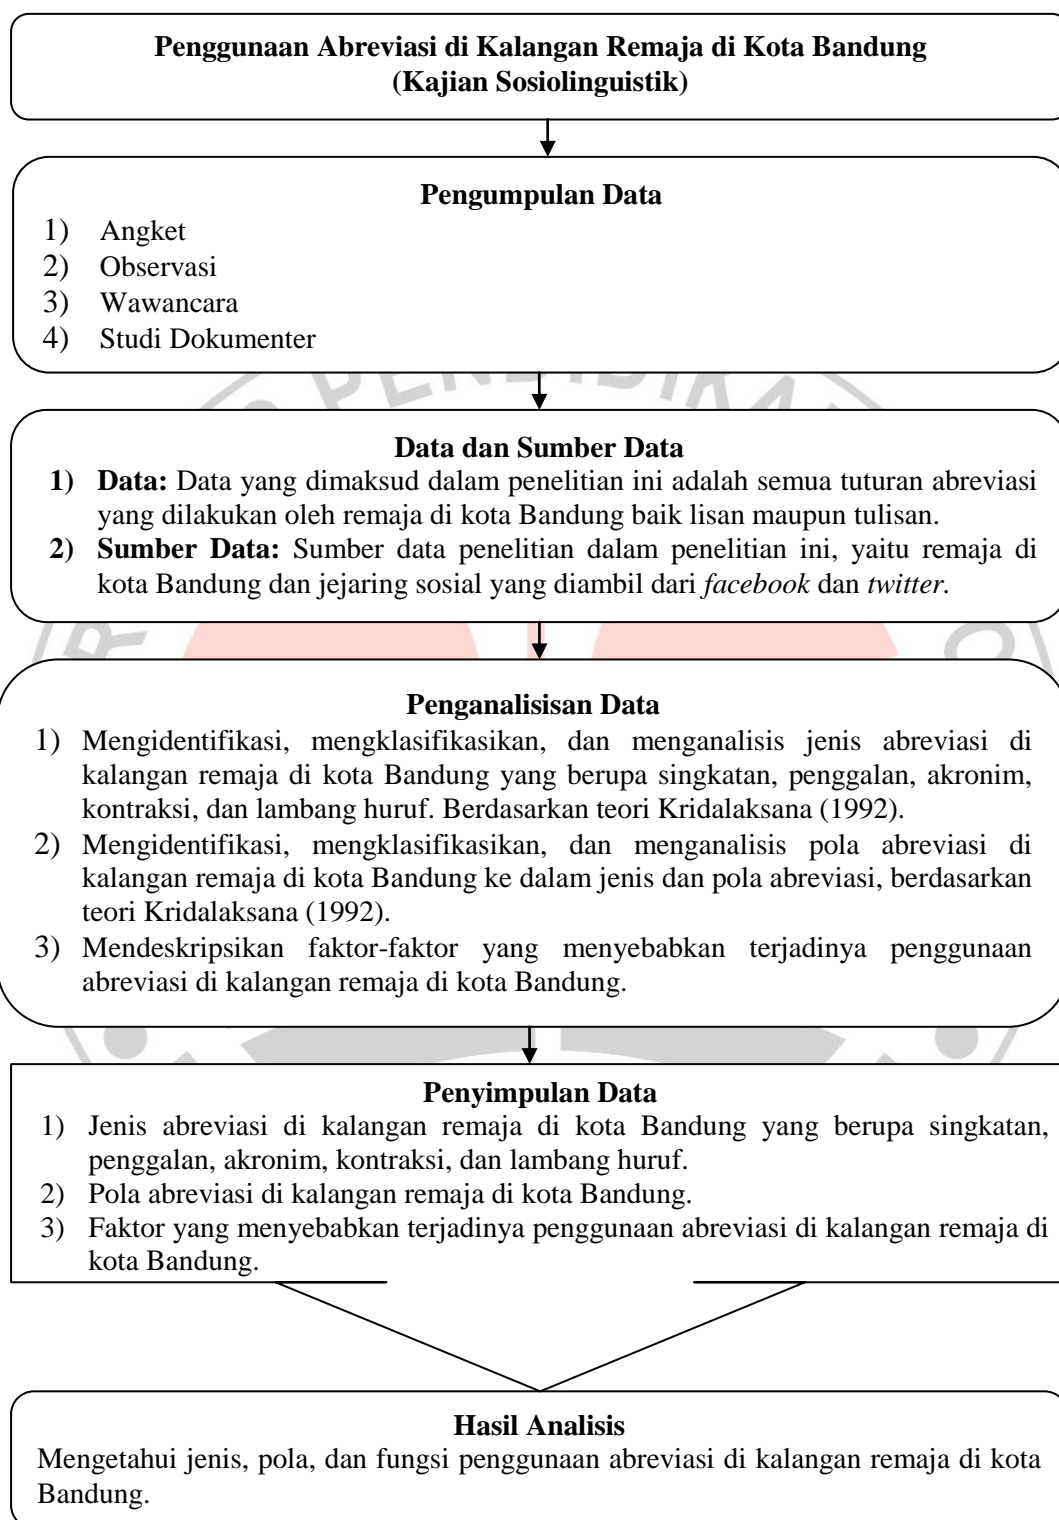 Penggunaan Abreviasi di Kalangan Remaja di Kota Bandung
(Kajian Sosiolinguistik)
Pengumpulan Data
1) Angket
2) Observasi
3) Wawancara
4) Studi Dokumenter
Data dan Sumber Data
1) Data: Data yang dimaksud dalam penelitian ini adalah semua tuturan abreviasi
yang dilakukan oleh remaja di kota Bandung baik lisan maupun tulisan.
2) Sumber Data: Sumber data penelitian dalam penelitian ini, yaitu remaja di
kota Bandung dan jejaring sosial yang diambil dari facebook dan twitter.
Penganalisisan Data
1) Mengidentifikasi, mengklasifikasikan, dan menganalisis jenis abreviasi di
kalangan remaja di kota Bandung yang berupa singkatan, penggalan, akronim,
kontraksi, dan lambang huruf. Berdasarkan teori Kridalaksana (1992).
2) Mengidentifikasi, mengklasifikasikan, dan menganalisis pola abreviasi di
kalangan remaja di kota Bandung ke dalam jenis dan pola abreviasi, berdasarkan
teori Kridalaksana (1992).
3) Mendeskripsikan faktor-faktor yang menyebabkan terjadinya penggunaan
abreviasi di kalangan remaja di kota Bandung.
Penyimpulan Data
1) Jenis abreviasi di kalangan remaja di kota Bandung yang berupa singkatan,
penggalan, akronim, kontraksi, dan lambang huruf.
2) Pola abreviasi di kalangan remaja di kota Bandung.
3) Faktor yang menyebabkan terjadinya penggunaan abreviasi di kalangan remaja di
kota Bandung.
Hasil Analisis
Mengetahui jenis, pola, dan fungsi penggunaan abreviasi di kalangan remaja di kota
Bandung.